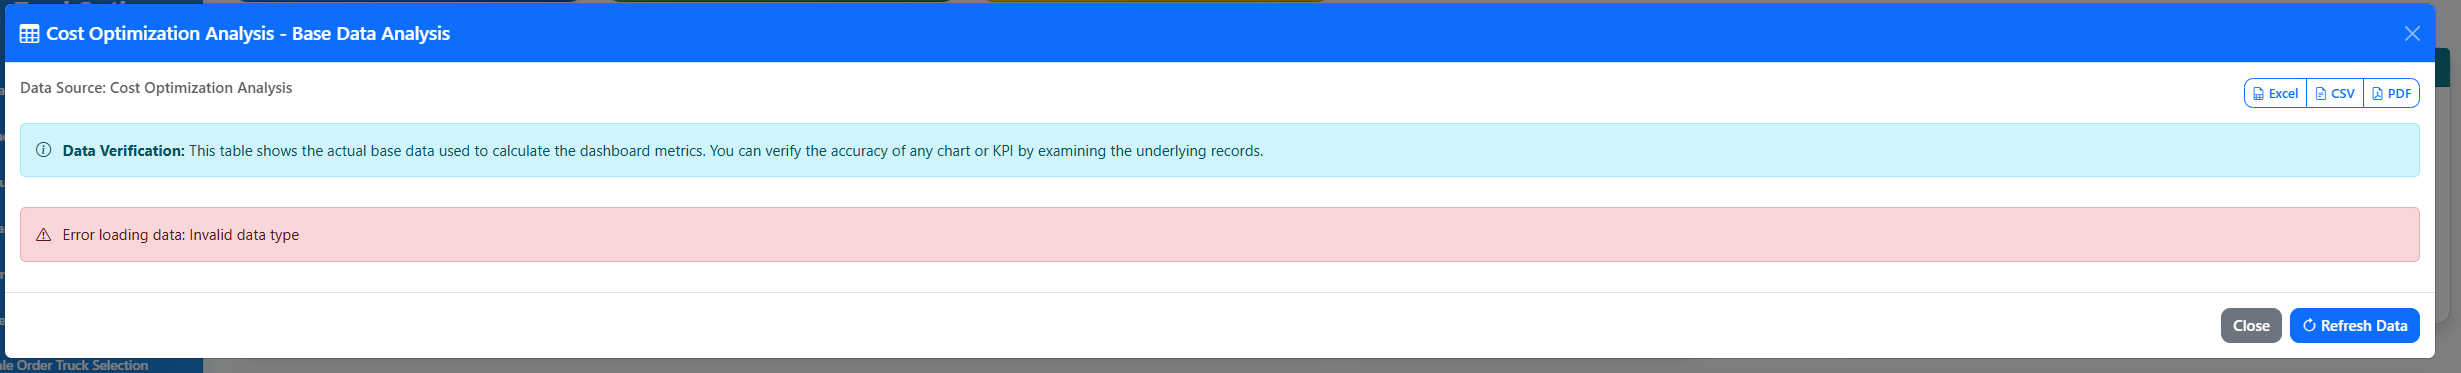 Cost Optimization Analysis - Base Data Analysis
Data Source: Cost Optimization Analysis
Excel
CSV
PDF
Data Verification: This table shows the actual base data used to calculate the dashboard metrics. You can verify the accuracy of any chart or KPI by examining the underlying records.
Error loading data: Invalid data type
Close
Refresh Data
Order Truck Selection